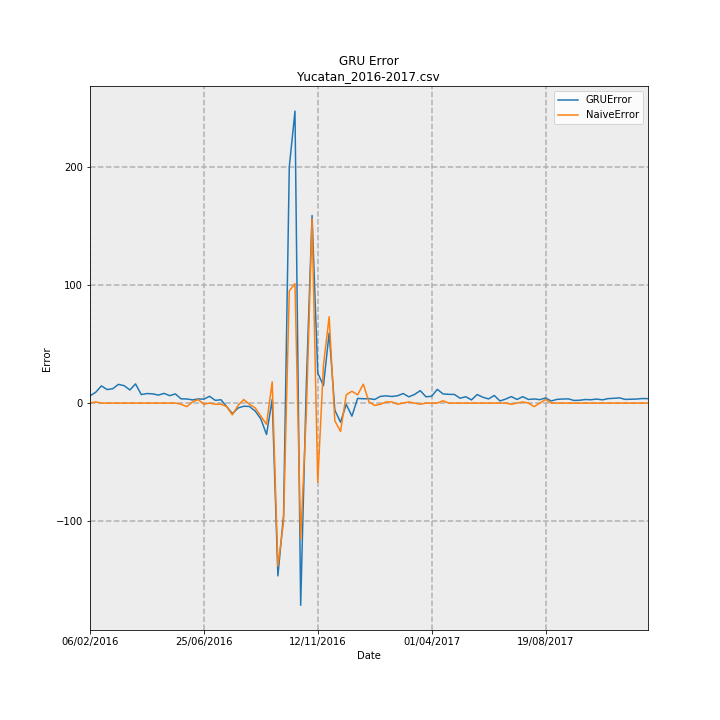 GRU Error
Yucatan_2016-2017.csv
GRUError
NaiveError
200
100
0
−100
Error
06/02/2016
25/06/2016
12/11/2016
01/04/2017
19/08/2017
Date